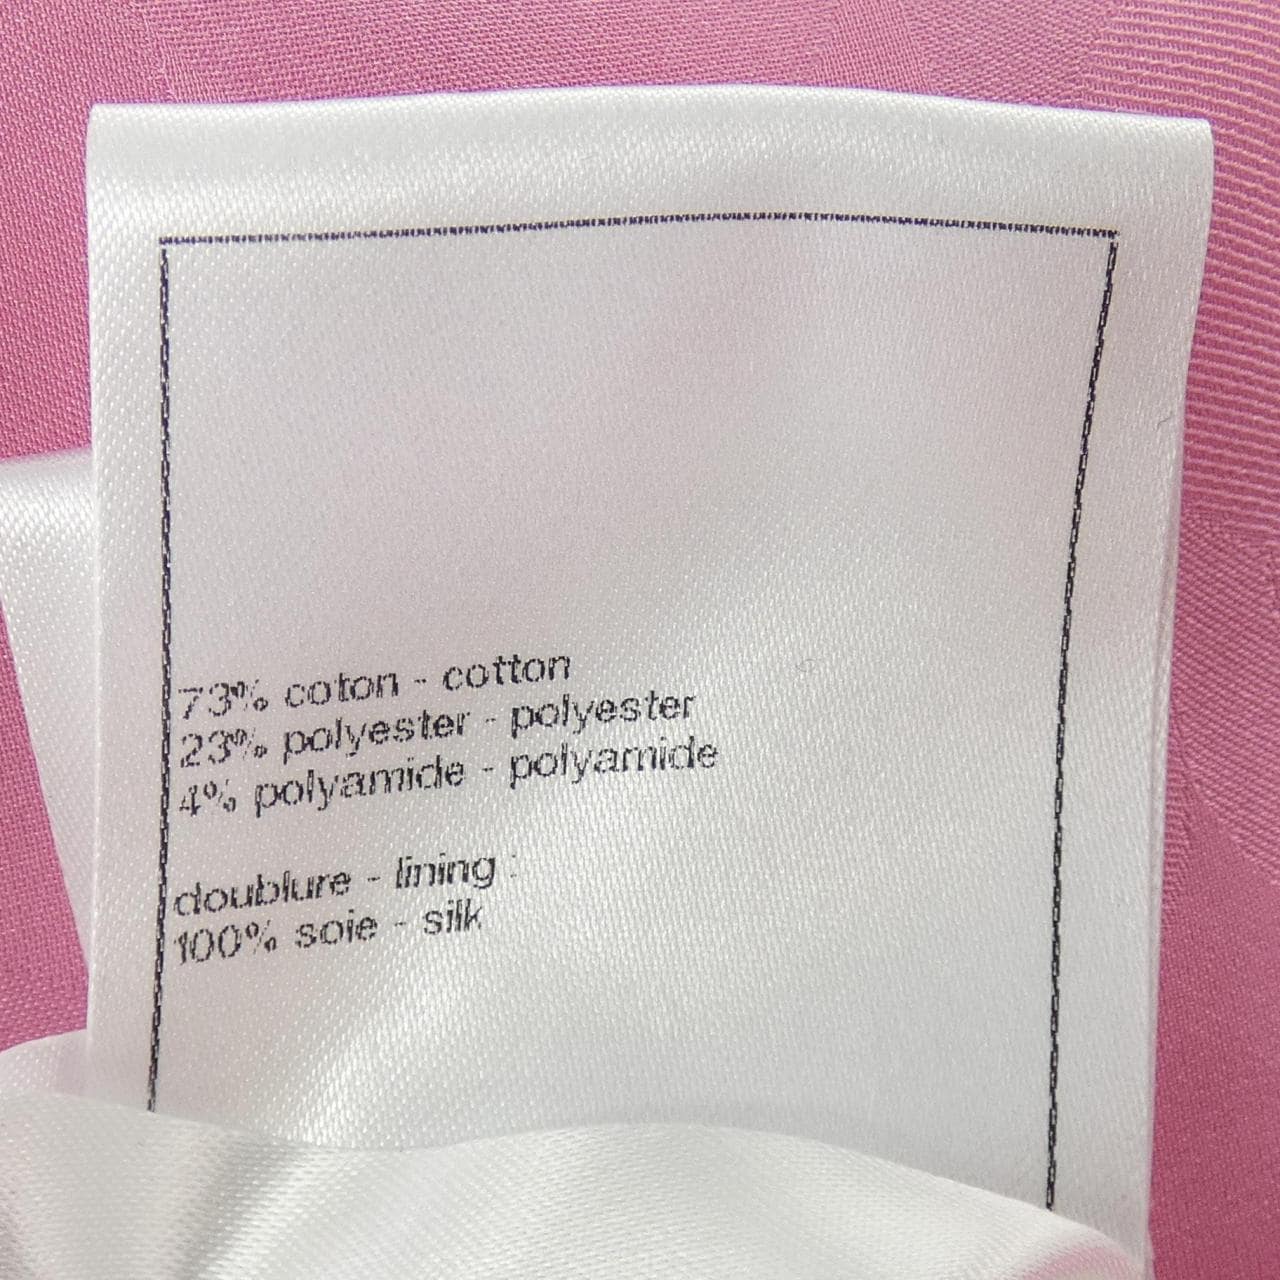 73% coton - cotton
23% polyester - polyester
4% polyamide - polyamide
doublure - lining :
100% soie - silk